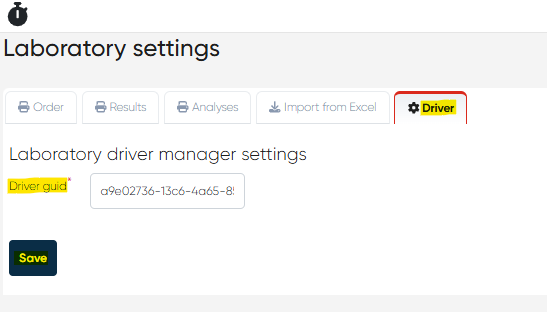 Laboratory settings
Order Results Analyses Import from Excel Driver
Laboratory driver manager settings
Driver guid* a9e02736-13c6-4a65-8
Save